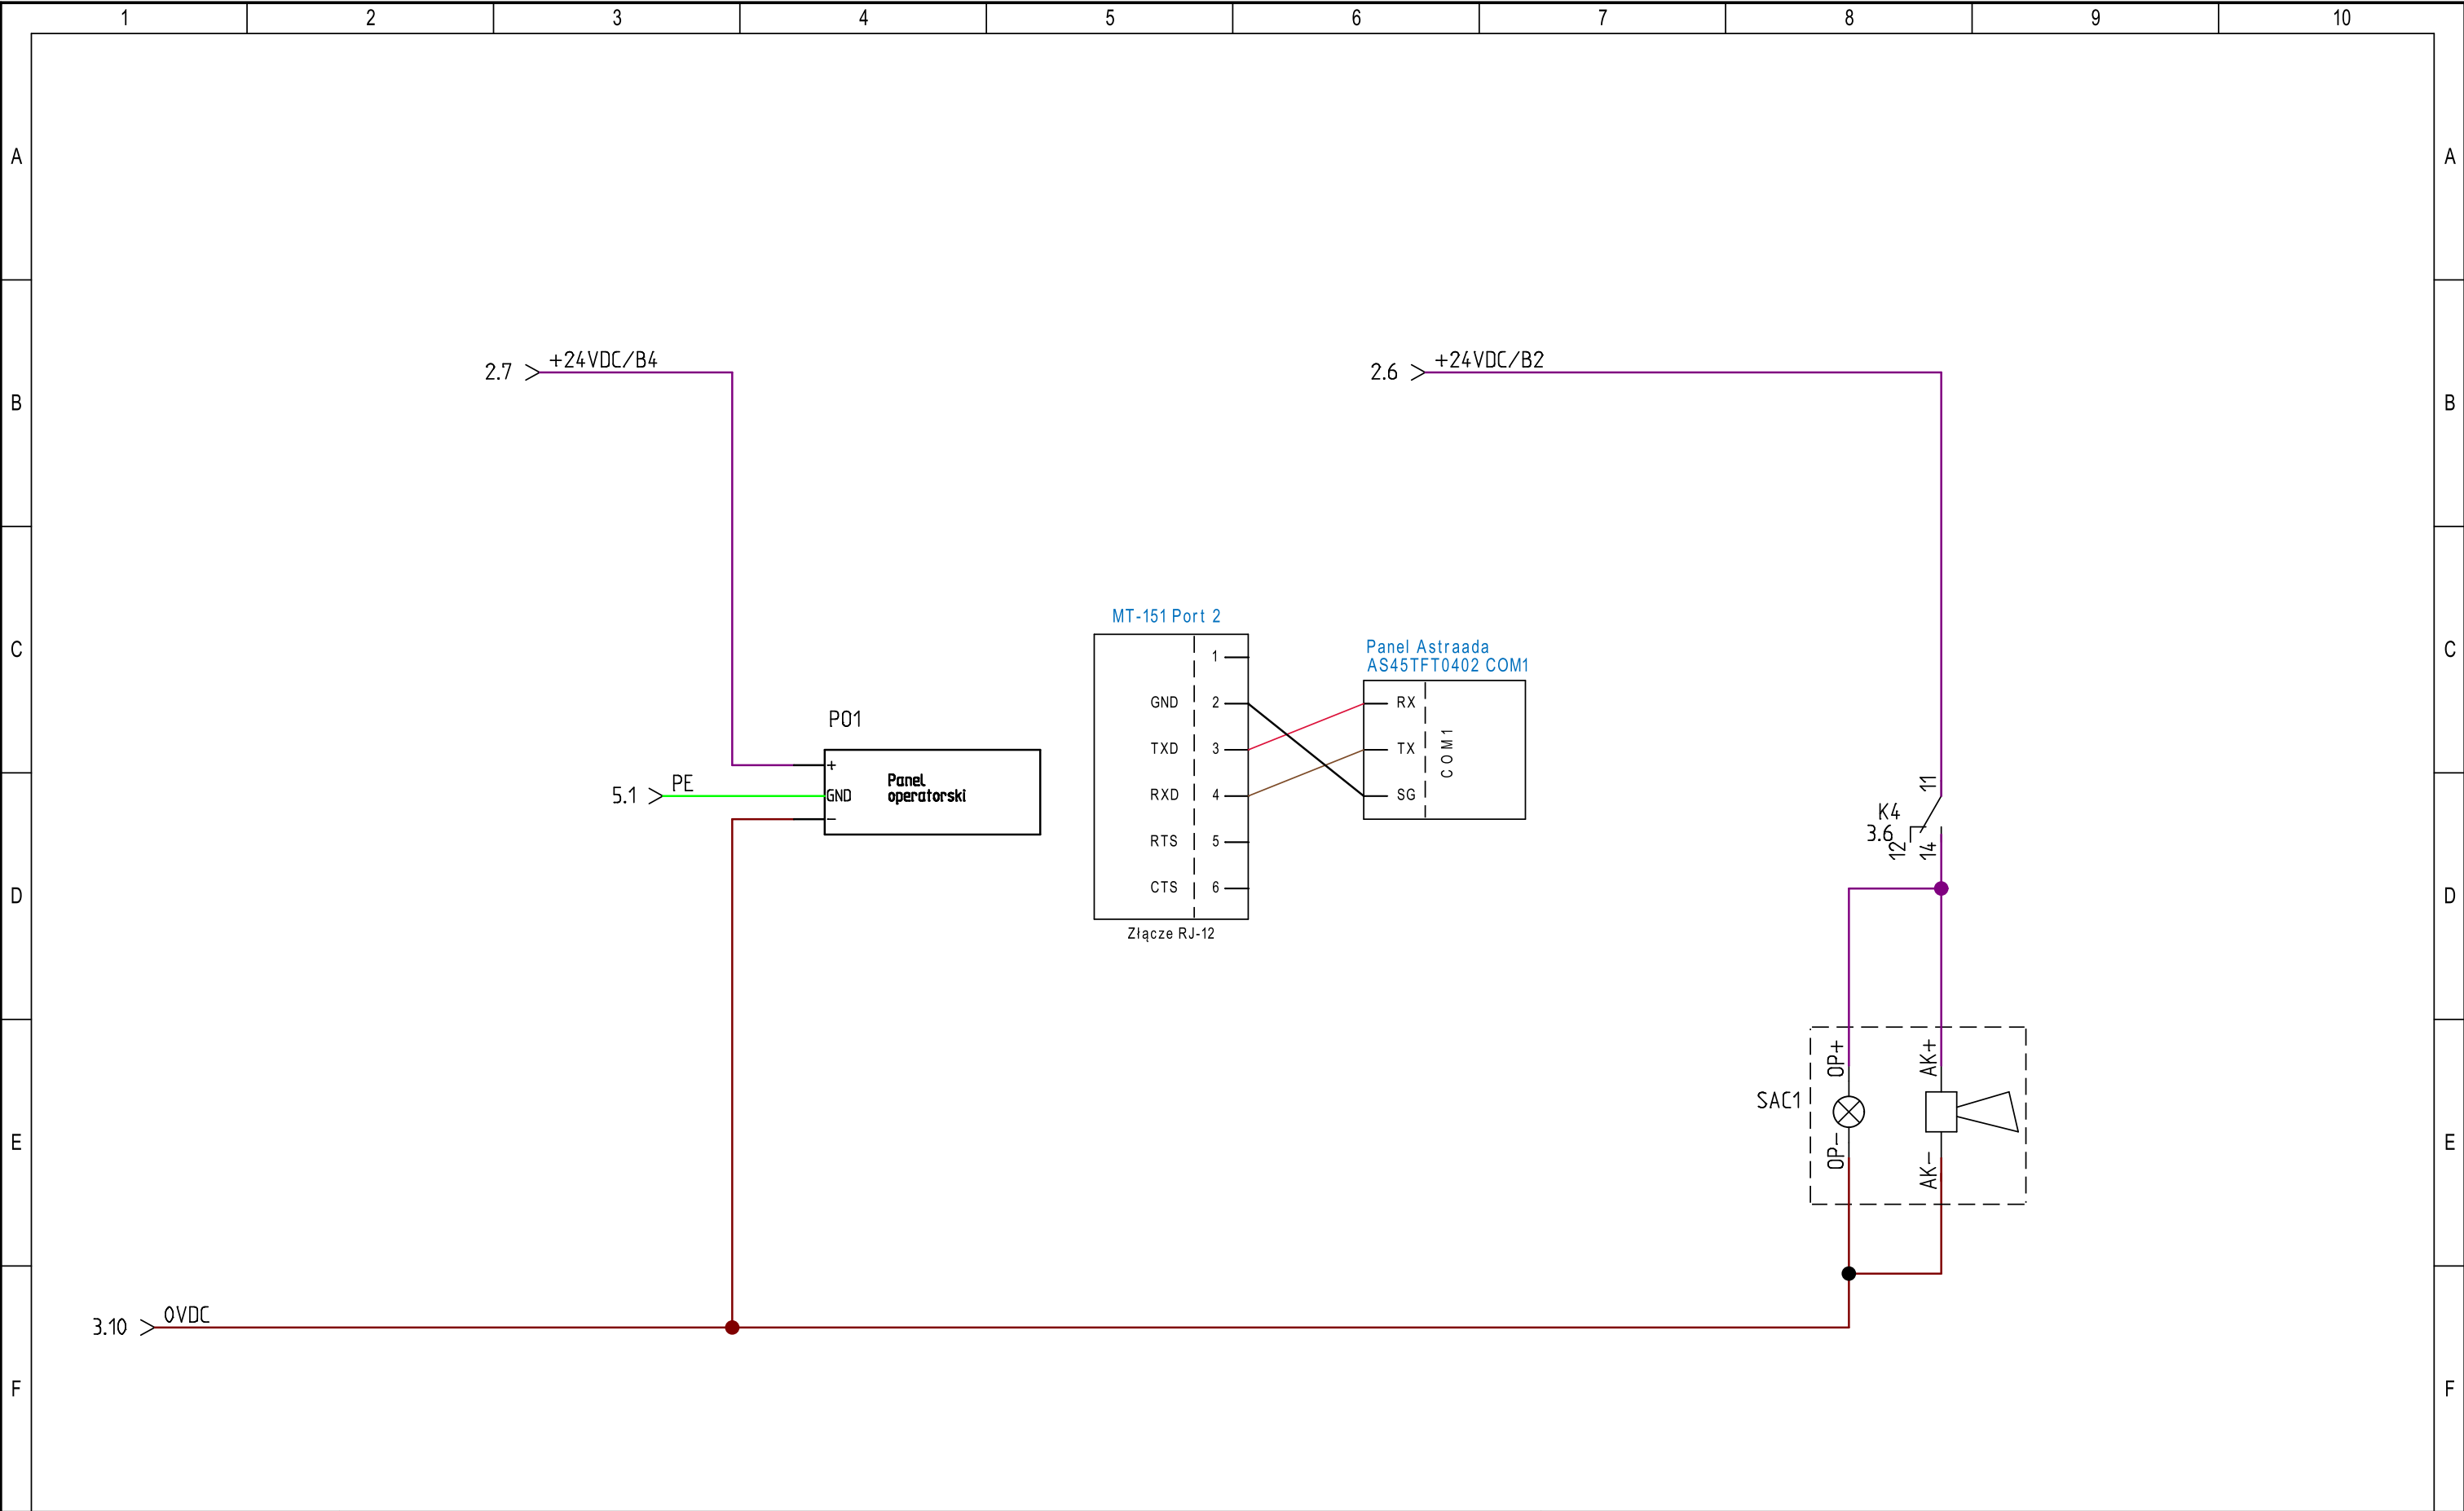 1 2 3 4 5 6 7 8 9 10
A A
2.7 +24VDC/B4 2.6 +24VDC/B2
B B
MT-151 Port 2
C C
Panel Astraada
AS45TFT0402 COM1
1
GND 2 RX
PO1
TXD 3 TX COM1
+
Panel
operatorski
5.1 PE GND
-
RXD 4 SG
11
K4
3.6
12 14
RTS 5
CTS 6
D D
Złącze RJ-12
OP+ AK+
SAC1
E E
OP- AK-
3.10 0VDC
F F